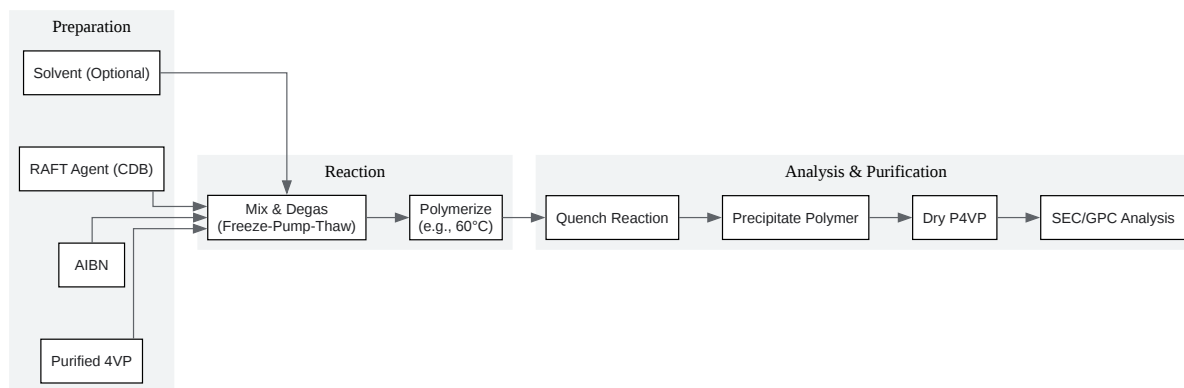 Preparation
Solvent (Optional)
RAFT Agent (CDB)
AIBN
Purified 4VP
Reaction
Mix & Degas
(Freeze-Pump-Thaw)
Polymerize
(e.g., 60°C)
Analysis & Purification
Quench Reaction
Precipitate Polymer
Dry P4VP
SEC/GPC Analysis